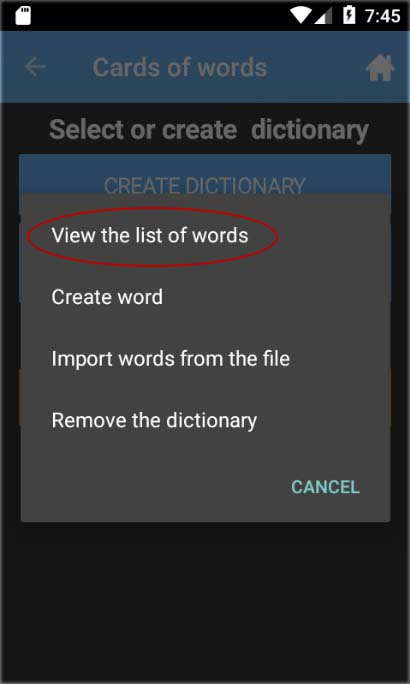 7:45
Cards of words
Select or create dictionary
CREATE DICTIONARY
View the list of words
Create word
Import words from the file
Remove the dictionary
CANCEL